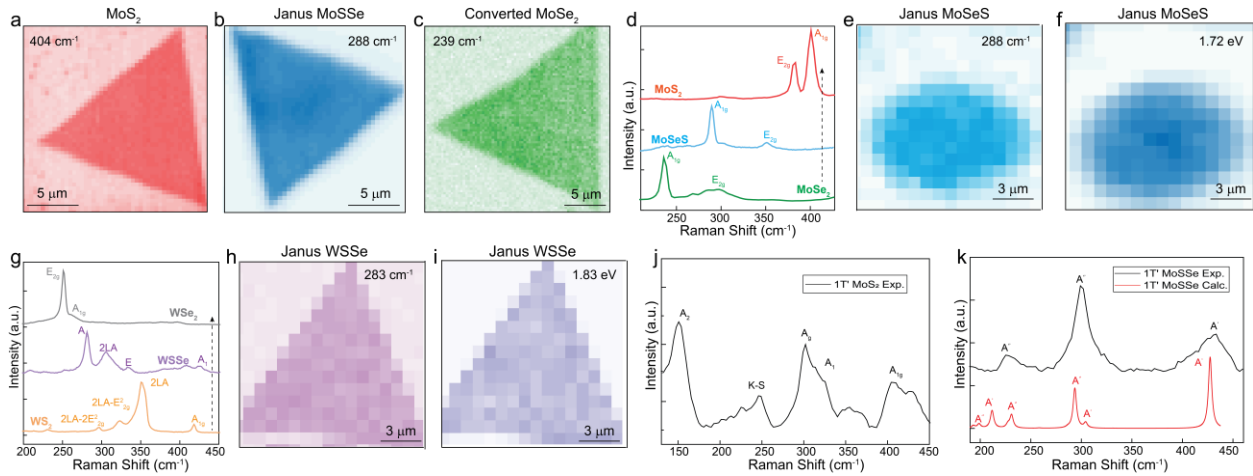 a
MoS₂
404 cm⁻¹
5 μm
b
Janus MoSSe
288 cm⁻¹
5 μm
c
Converted MoSe₂
239 cm⁻¹
5 μm
d
Intensity (a.u.)
A₁g
E₂g
MoS₂
A₁g
MoSeS
E₂g
A₁g
E₂g
MoSe₂
250 300 350 400
Raman Shift (cm⁻¹)
e
Janus MoSeS
288 cm⁻¹
3 μm
f
Janus MoSeS
1.72 eV
3 μm
g
Intensity (a.u.)
E₂g
A₁g
WSe₂
A₁
2LA
E
WSSe
A₁
2LA
2LA-E²₂g
WS₂
2LA-2E²₂g
A₁g
200 250 300 350 400 450
Raman Shift (cm⁻¹)
h
Janus WSSe
283 cm⁻¹
3 μm
i
Janus WSSe
1.83 eV
3 μm
j
Intensity (a.u.)
1T' MoS₂ Exp.
A₂
K-S
A₉
A₁
A₁g
150 200 250 300 350 400 450
Raman Shift (cm⁻¹)
k
Intensity (a.u.)
1T' MoSSe Exp.
1T' MoSSe Calc.
A''
A'
A'
A
200 250 300 350 400 450
Raman Shift (cm⁻¹)